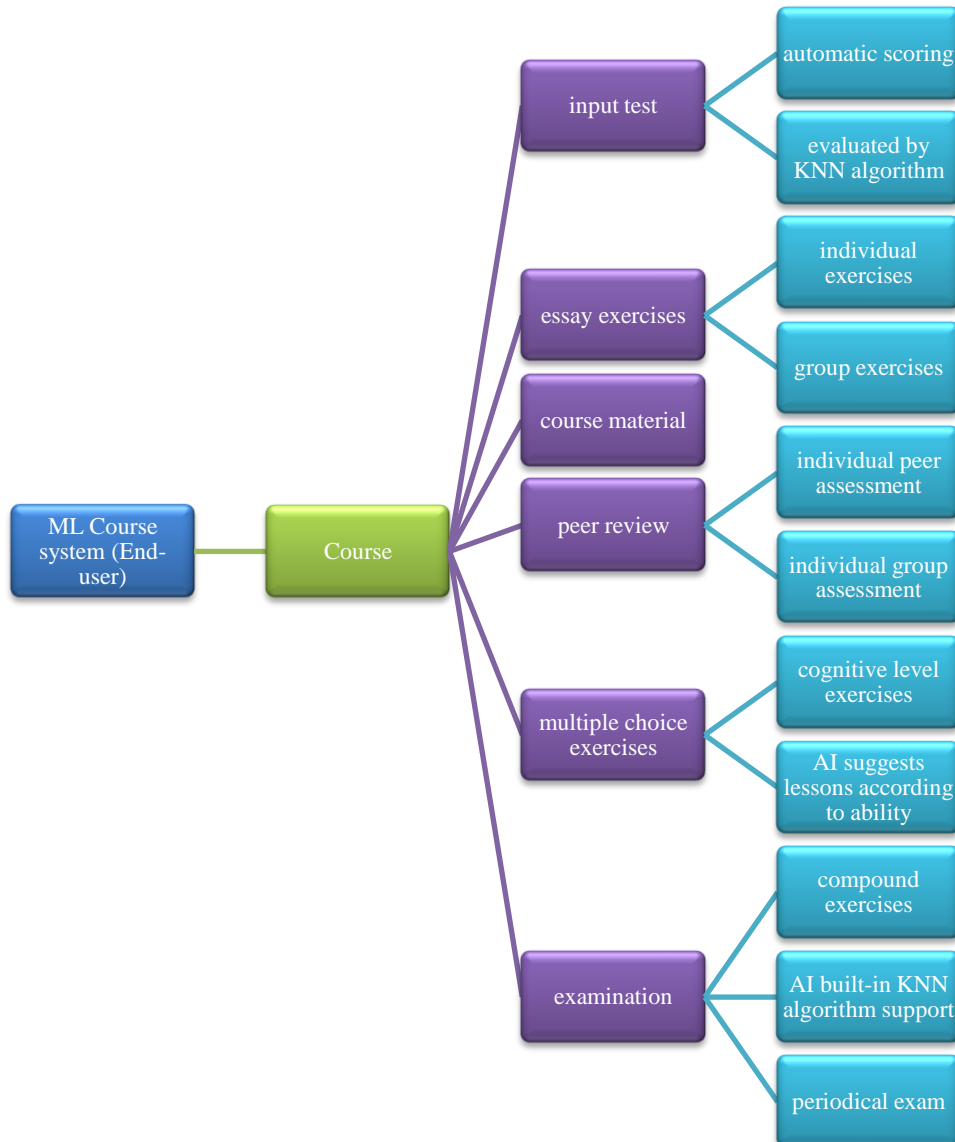 ML Course
system (End-
user)
Course
input test
automatic scoring
evaluated by
KNN algorithm
essay exercises
individual
exercises
group exercises
course material
peer review
individual peer
assessment
individual group
assessment
multiple choice
exercises
cognitive level
exercises
AI suggests
lessons according
to ability
examination
compound
exercises
AI built-in KNN
algorithm support
periodical exam